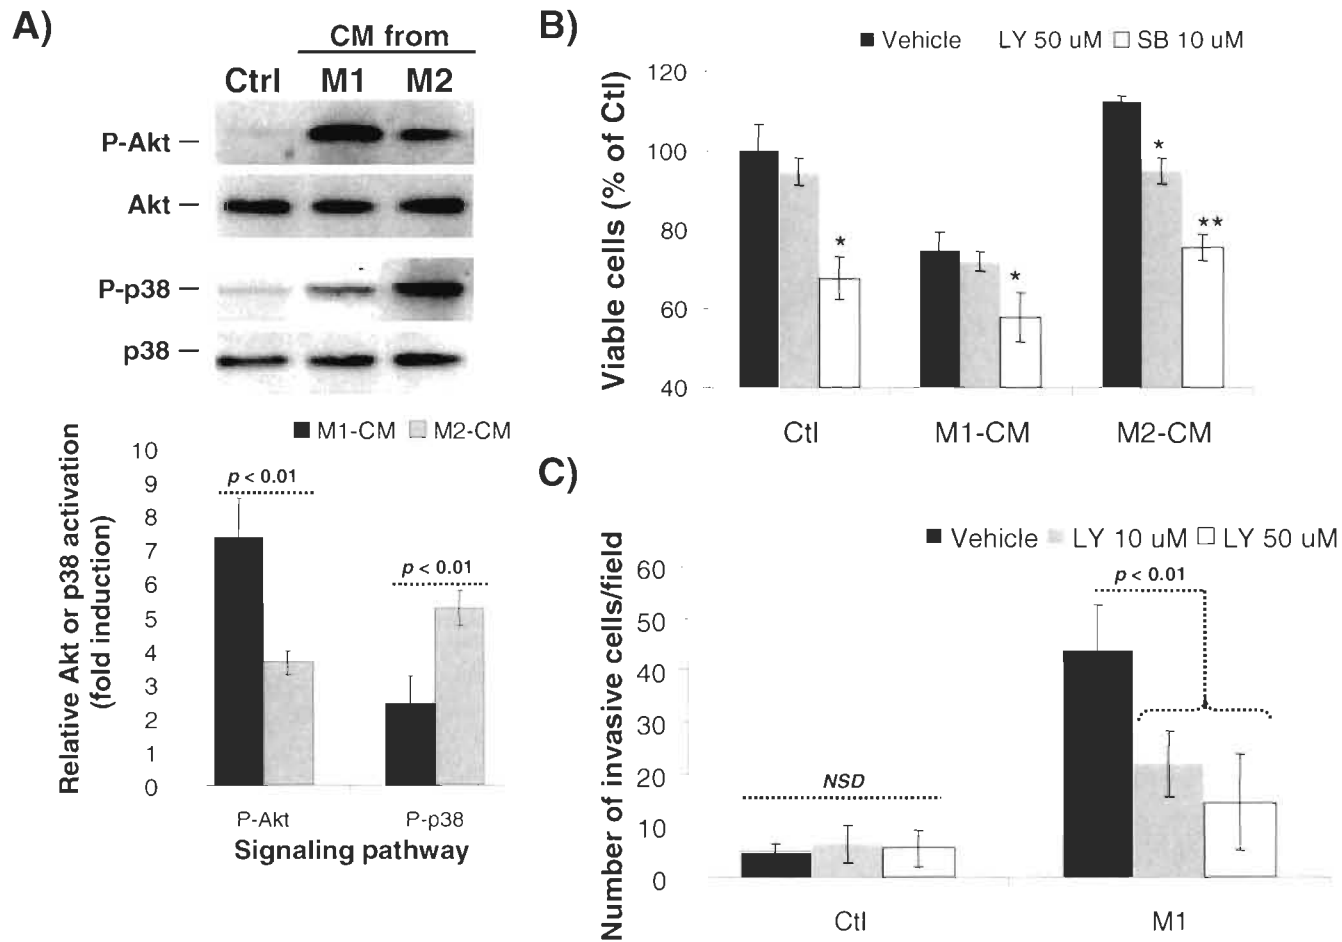 A)
CM from
Ctrl M1 M2
P-Akt
Akt
P-p38
p38
M1-CM M2-CM
Relative Akt or p38 activation
(fold induction)
10
9
8
7
6
5
4
3
2
1
0
p < 0.01
p < 0.01
P-Akt P-p38
Signaling pathway
B)
Vehicle LY 50 uM SB 10 uM
Viable cells (% of Ctl)
120
100
80
60
40
*
*
*
**
Ctl M1-CM M2-CM
C)
Vehicle LY 10 uM LY 50 uM
Number of invasive cells/field
60
50
40
30
20
10
0
NSD
p < 0.01
Ctl M1